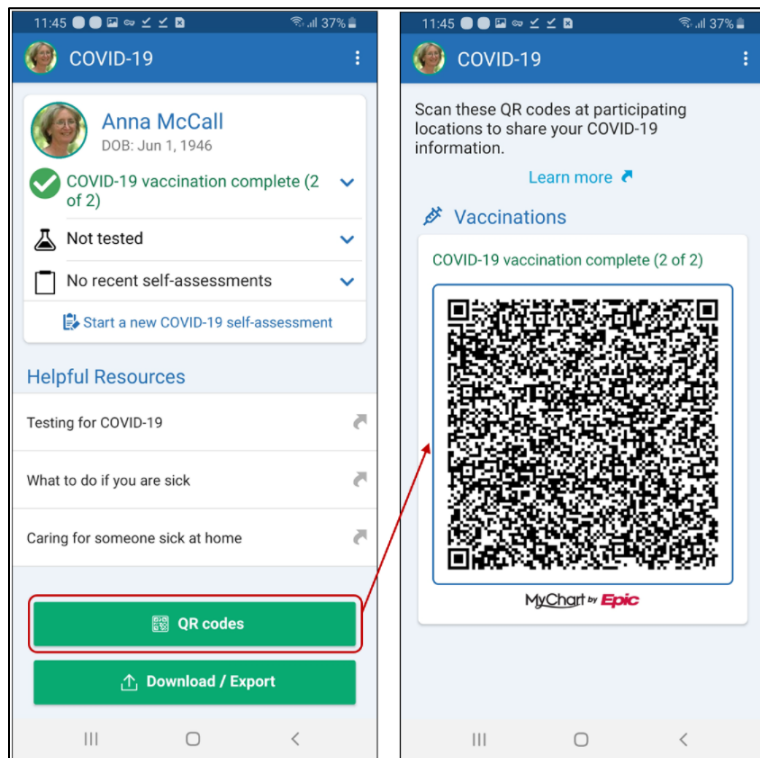 11:45
37%
COVID-19
Anna McCall
DOB: Jun 1, 1946
COVID-19 vaccination complete (2
of 2)
Not tested
No recent self-assessments
Start a new COVID-19 self-assessment
Helpful Resources
Testing for COVID-19
What to do if you are sick
Caring for someone sick at home
QR codes
Download / Export
11:45
37%
COVID-19
Scan these QR codes at participating
locations to share your COVID-19
information.
Learn more
Vaccinations
COVID-19 vaccination complete (2 of 2)
MyChart by Epic